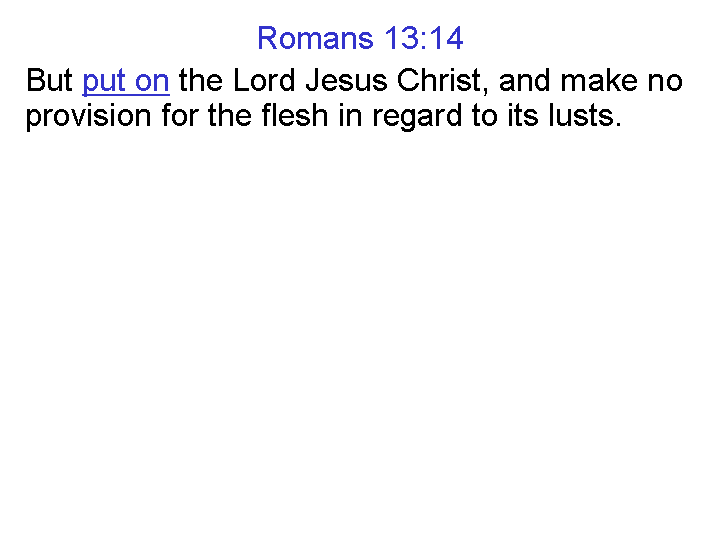 Romans 13:14
But put on the Lord Jesus Christ, and make no
provision for the flesh in regard to its lusts.